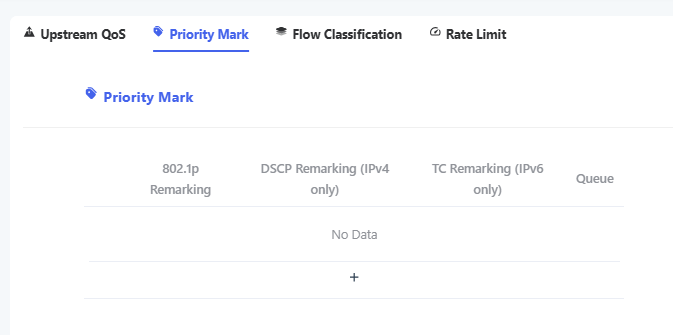 Upstream QoS Priority Mark Flow Classification Rate Limit
Priority Mark
802.1p DSCP Remarking (IPv4 TC Remarking (IPv6
Remarking only) only) Queue
No Data
+